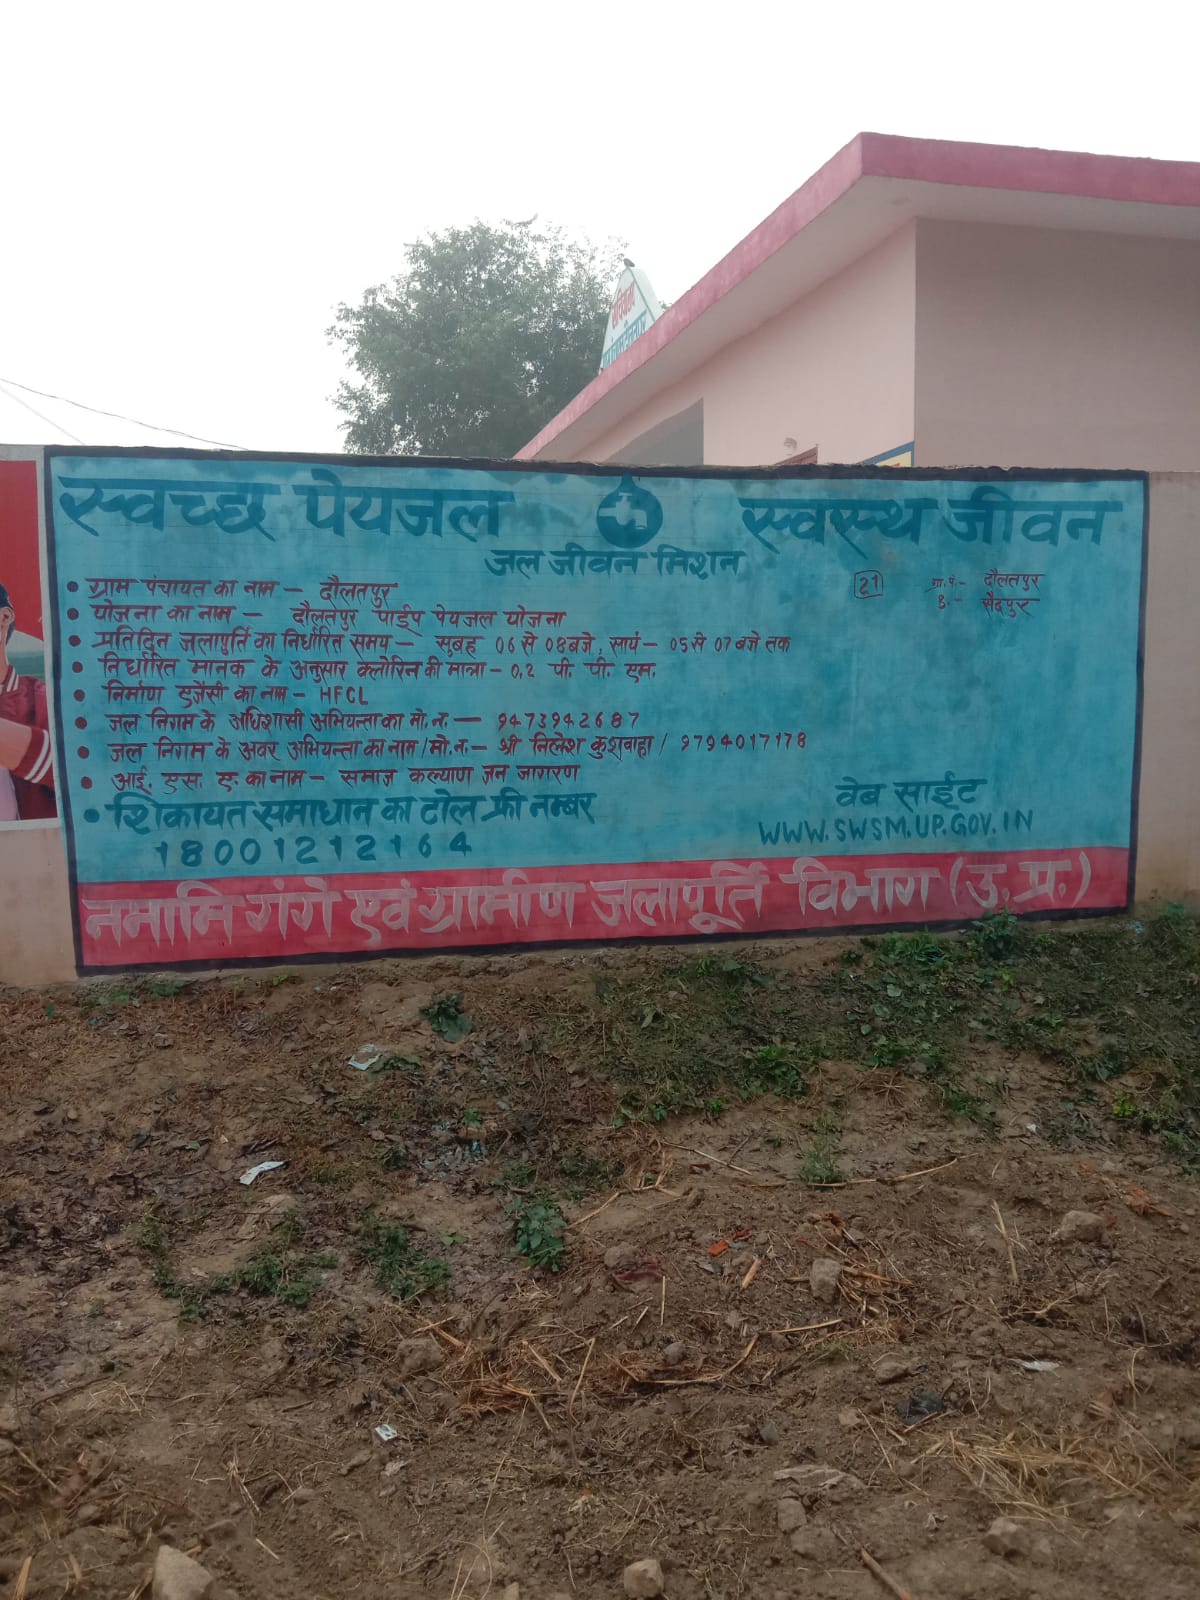 सचिवालय
स्वच्छ पेयजल स्वस्थ जीवन
जल जीवन मिशन
• ग्राम पंचायत का नाम – दौलतपुर
21
ग्रा.पं.- दौलतपुर
• योजना का नाम – दौलतपुर पाईप पेयजल योजना
सैदपुर
• प्रतिदिन जलापूर्ति का निर्धारित समय – सुबह 06 से 08 बजे, सायं – 05 से 07 बजे तक
• निर्धारित मानक के अनुसार क्लोरिन की मात्रा – 0.2 पी. पी. एम.
• निर्माण एजेंसी का नाम – HFCL
• जल निगम के अधिशासी अभियन्ता का मो.न. – 9473942687
• जल निगम के अवर अभियन्ता का नाम/मो.न.– श्री निलेश कुशवाहा / 9794017178
• आई. एस. ए. का नाम – समाज कल्याण जन जागरण
• शिकायत समाधान का टोल फ्री नम्बर
वेब साईट
18001212164
WWW.SWSM.UP.GOV.IN
नमामि गंगे एवं ग्रामीण जलापूर्ति विभाग (उ.प्र.)